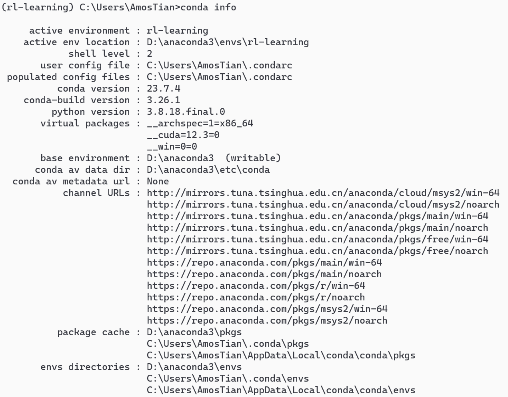 (rl-learning) C:\Users\AmosTian>conda info
active environment : rl-learning
active env location : D:\anaconda3\envs\rl-learning
shell level : 2
user config file : C:\Users\AmosTian\.condarc
populated config files : C:\Users\AmosTian\.condarc
conda version : 23.7.4
conda-build version : 3.26.1
python version : 3.8.18.final.0
virtual packages : __archspec=1=x86_64
__cuda=12.3=0
__win=0=0
base environment : D:\anaconda3  (writable)
conda av data dir : D:\anaconda3\etc\conda
conda av metadata url : None
channel URLs : http://mirrors.tuna.tsinghua.edu.cn/anaconda/cloud/msys2/win-64
http://mirrors.tuna.tsinghua.edu.cn/anaconda/cloud/msys2/noarch
http://mirrors.tuna.tsinghua.edu.cn/anaconda/pkgs/main/win-64
http://mirrors.tuna.tsinghua.edu.cn/anaconda/pkgs/main/noarch
http://mirrors.tuna.tsinghua.edu.cn/anaconda/pkgs/free/win-64
http://mirrors.tuna.tsinghua.edu.cn/anaconda/pkgs/free/noarch
https://repo.anaconda.com/pkgs/main/win-64
https://repo.anaconda.com/pkgs/main/noarch
https://repo.anaconda.com/pkgs/r/win-64
https://repo.anaconda.com/pkgs/r/noarch
https://repo.anaconda.com/pkgs/msys2/win-64
https://repo.anaconda.com/pkgs/msys2/noarch
package cache : D:\anaconda3\pkgs
C:\Users\AmosTian\.conda\pkgs
C:\Users\AmosTian\AppData\Local\conda\conda\pkgs
envs directories : D:\anaconda3\envs
C:\Users\AmosTian\.conda\envs
C:\Users\AmosTian\AppData\Local\conda\conda\envs